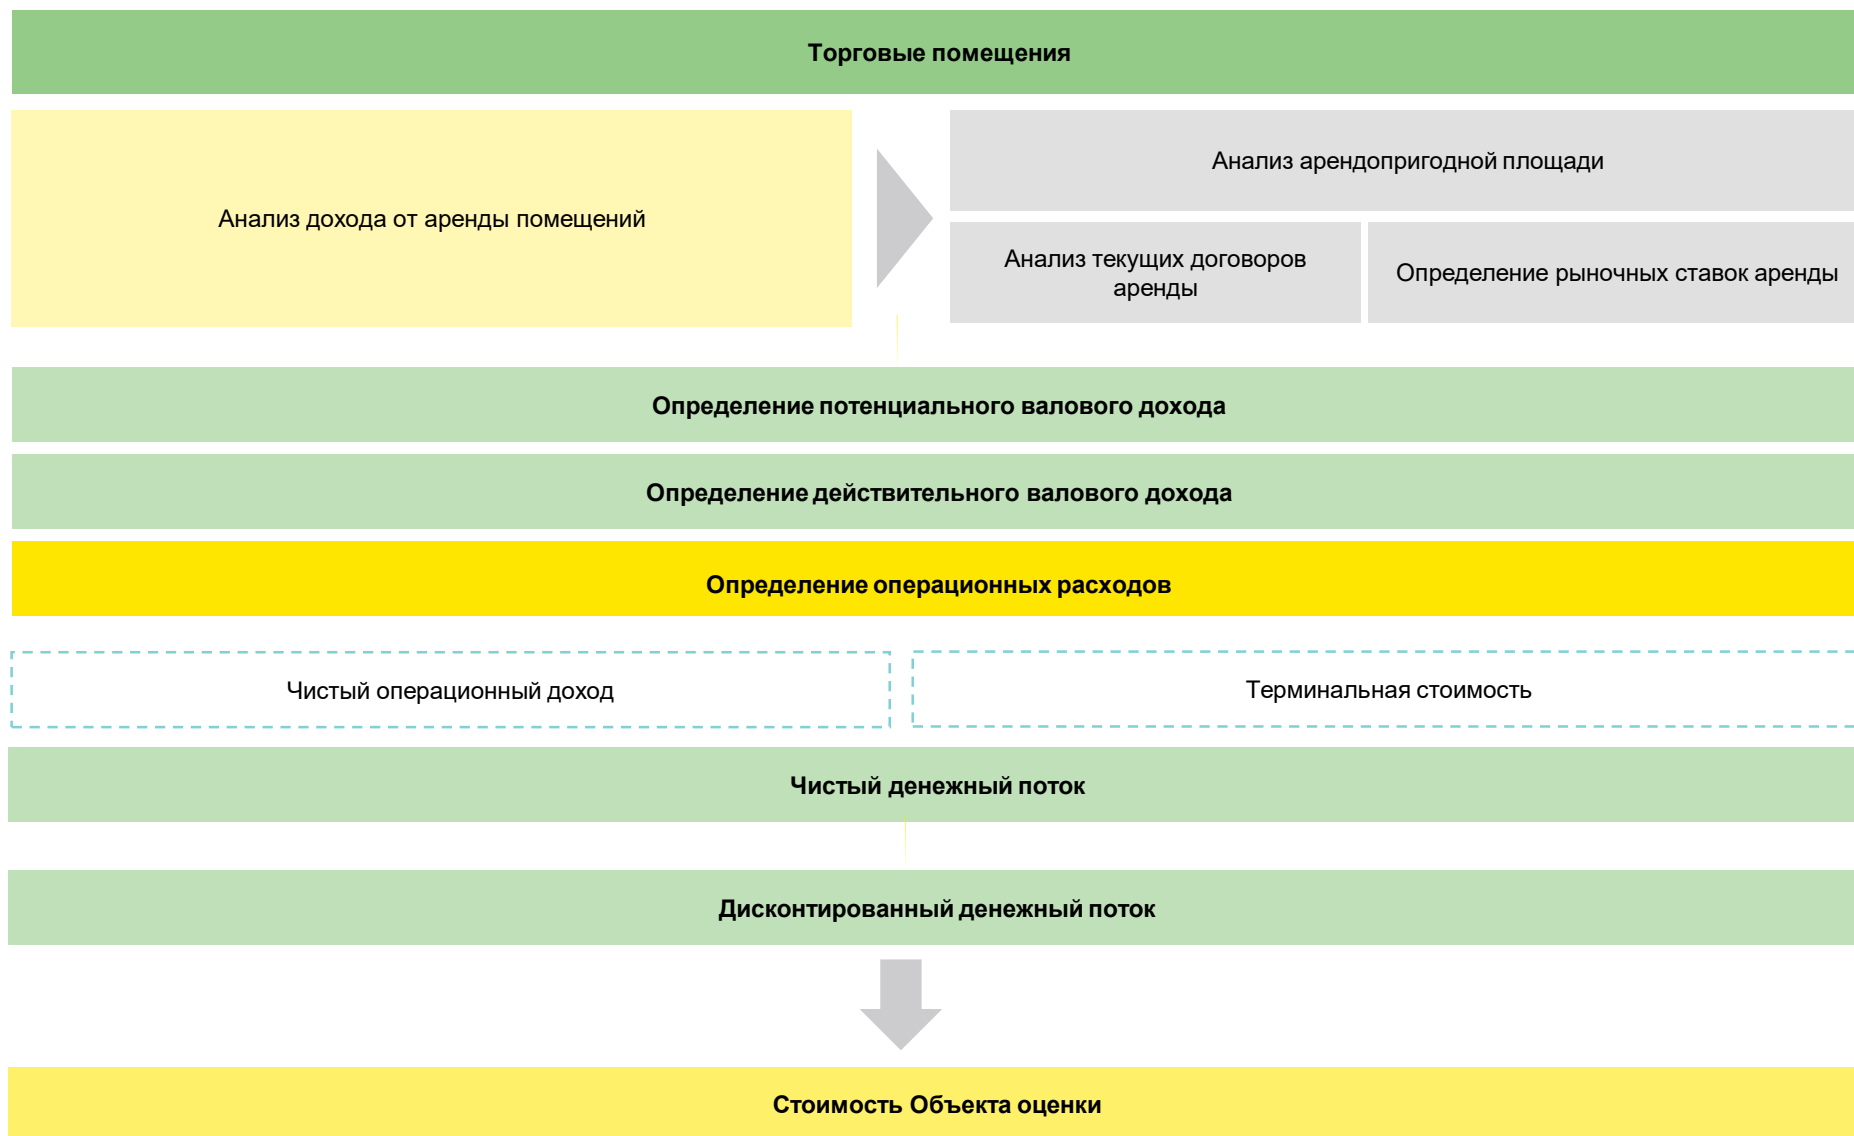 Торговые помещения
Анализ дохода от аренды помещений
Анализ арендопригодной площади
Анализ текущих договоров
аренды
Определение рыночных ставок аренды
Определение потенциального валового дохода
Определение действительного валового дохода
Определение операционных расходов
Чистый операционный доход
Терминальная стоимость
Чистый денежный поток
Дисконтированный денежный поток
Стоимость Объекта оценки